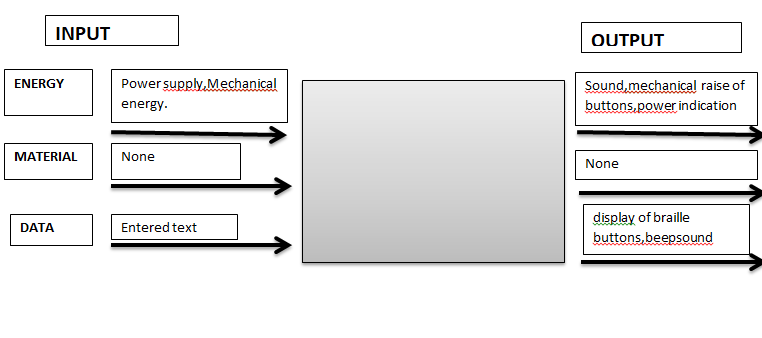 INPUT
OUTPUT
ENERGY
Power supply,Mechanical
energy.
Sound,mechanical raise of
buttons,power indication
MATERIAL
None
None
DATA
Entered text
display of braille
buttons,beepsound